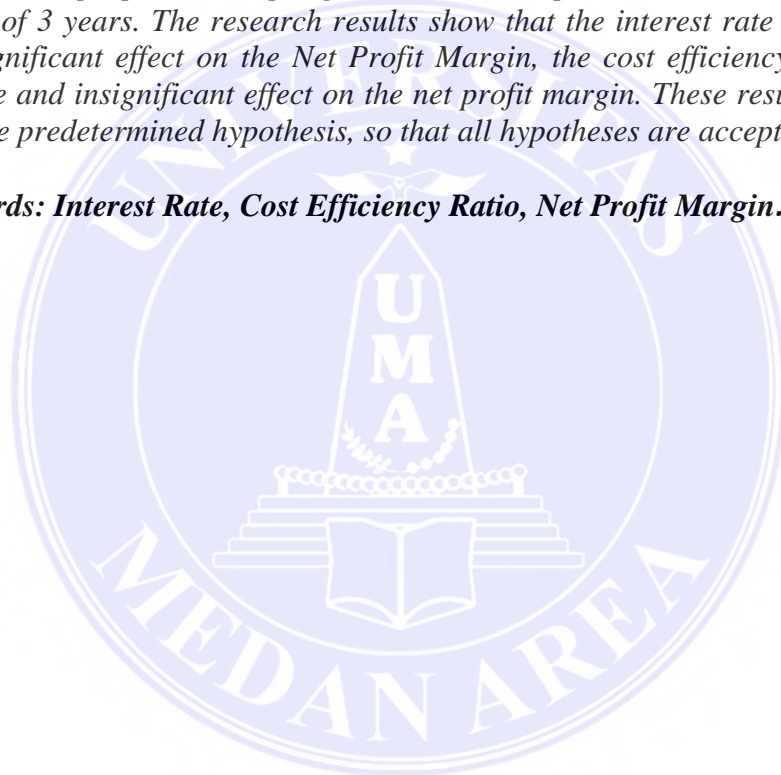 of 3 years. The research results show that the interest rate
gnificant effect on the Net Profit Margin, the cost efficiency
e and insignificant effect on the net profit margin. These resu
e predetermined hypothesis, so that all hypotheses are accept
rds: Interest Rate, Cost Efficiency Ratio, Net Profit Margin.
UNIVERSITAS
UMA
MEDAN AREA